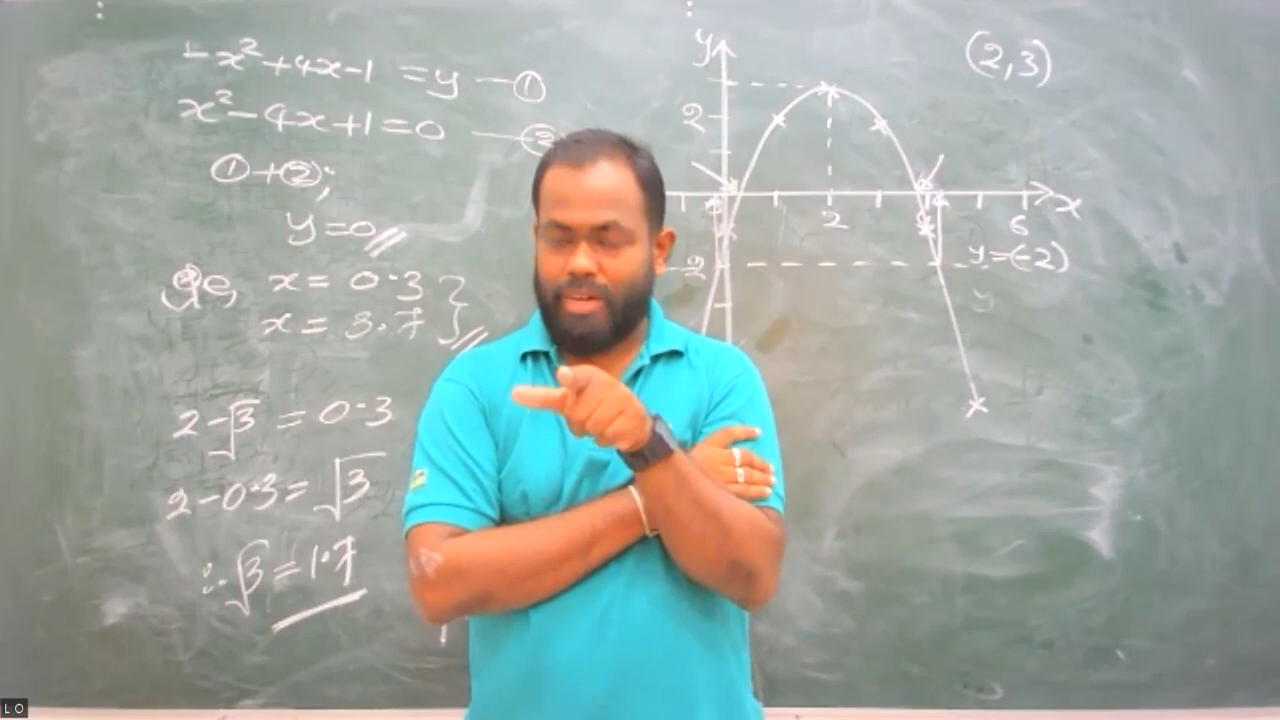 -x²+4x-1 = y —①
x²-4x+1=0 —②
①+②;
y=0
x= 0.3
x= 3.7
2-√3 = 0.3
2-0.3= √3
∴ √3 = 1.7
y
(2,3)
2
x
2
6
-2
y=(-2)
y
L O